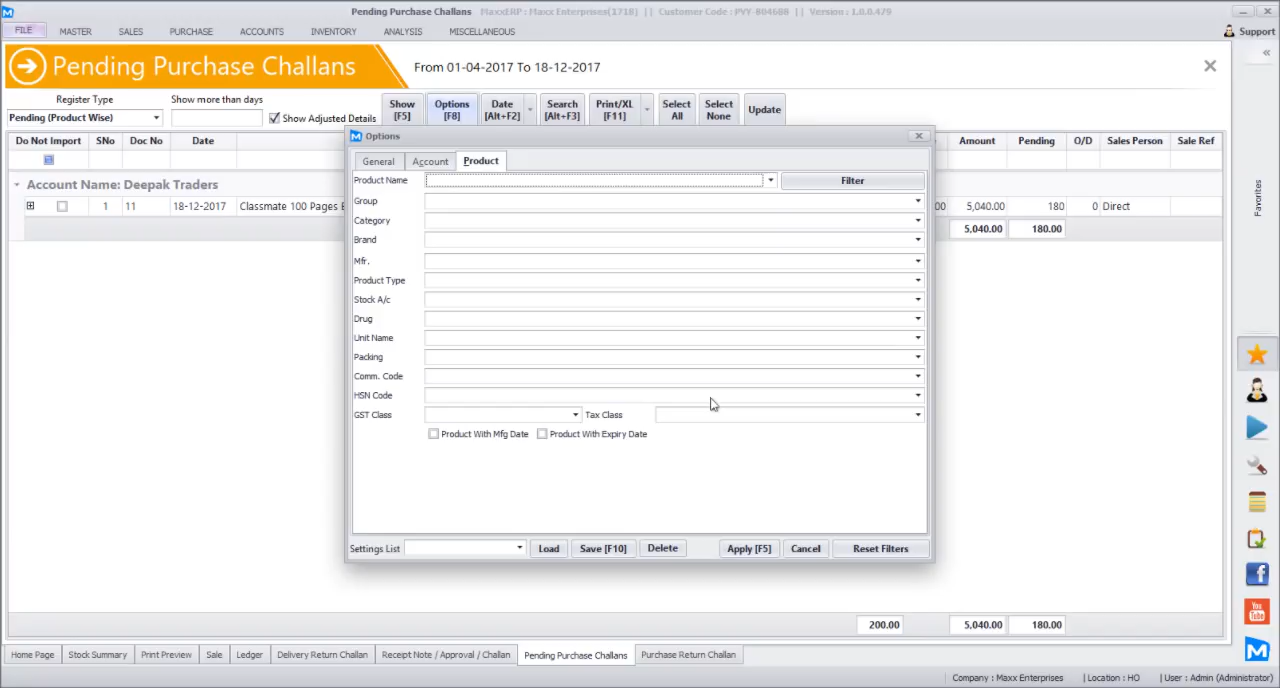 Pending Purchase Challans MaxxERP : Maxx Enterprises(1718) || Customer Code : PVY-804688 || Version : 1.0.0.479
FILE MASTER SALES PURCHASE ACCOUNTS INVENTORY ANALYSIS MISCELLANEOUS Support
Pending Purchase Challans From 01-04-2017 To 18-12-2017
Register Type Show more than days
Pending (Product Wise) Show Adjusted Details
Show [F5] Options [F8] Date [Alt+F2] Search [Alt+F3] Print/XL [F11] Select All Select None Update
Do Not Import SNo Doc No Date Amount Pending O/D Sales Person Sale Ref
Account Name: Deepak Traders
1 11 18-12-2017 Classmate 100 Pages 00 5,040.00 180 0 Direct
5,040.00 180.00
Options
General Account Product
Product Name Filter
Group
Category
Brand
Mfr.
Product Type
Stock A/c
Drug
Unit Name
Packing
Comm. Code
HSN Code
GST Class Tax Class
Product With Mfg Date Product With Expiry Date
Settings List Load Save [F10] Delete Apply [F5] Cancel Reset Filters
Favorites
You Tube
200.00 5,040.00 180.00
Home Page Stock Summary Print Preview Sale Ledger Delivery Return Challan Receipt Note / Approval / Challan Pending Purchase Challans Purchase Return Challan
Company : Maxx Enterprises | Location : HO | User : Admin (Administrator)